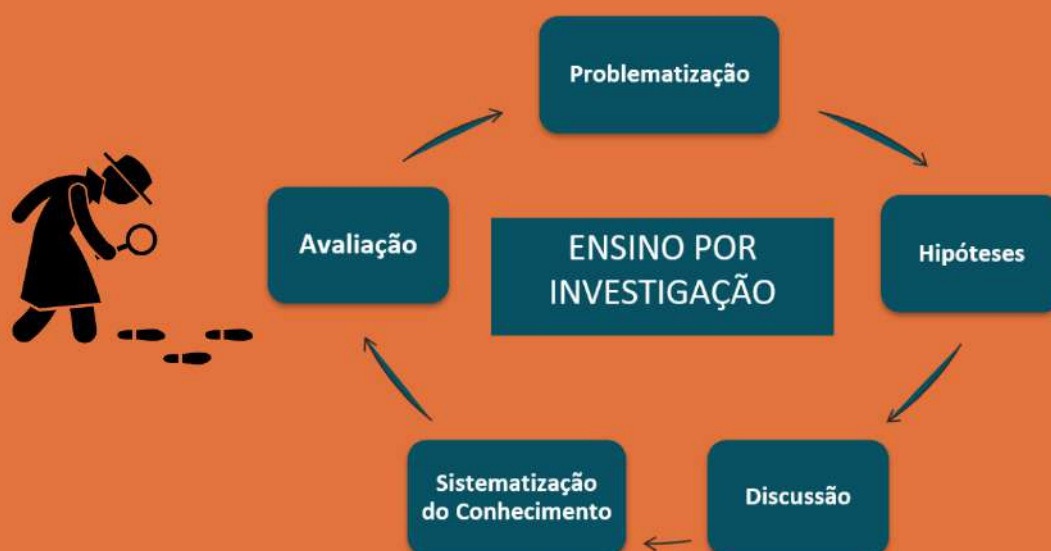 Problematização
Avaliação
ENSINO POR
INVESTIGAÇÃO
Hipóteses
Sistematização
do Conhecimento
Discussão